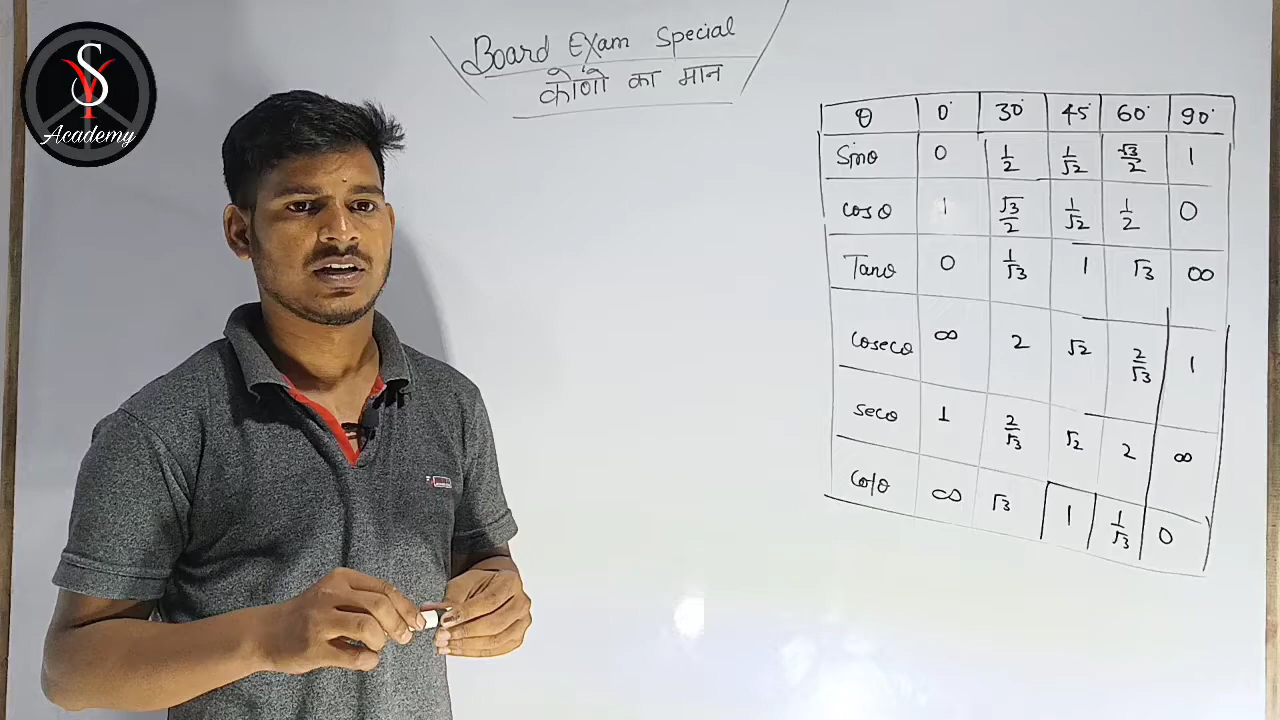 SY
Academy
Board Exam Special
कोणों का मान
θ 0° 30° 45° 60° 90°
Sinθ 0 1/2 1/√2 √3/2 1
cosθ 1 √3/2 1/√2 1/2 0
Tanθ 0 1/√3 1 √3 ∞
cosecθ ∞ 2 √2 2/√3 1
secθ 1 2/√3 √2 2 ∞
cotθ ∞ √3 1 1/√3 0